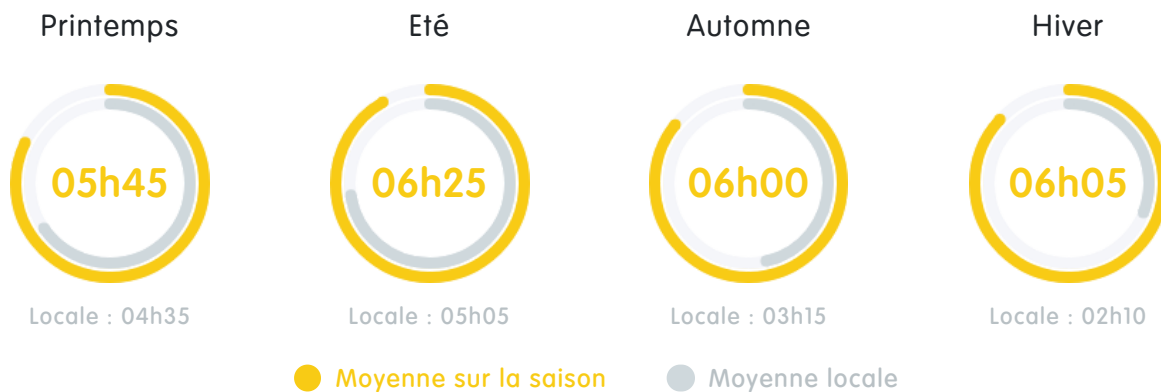 Printemps
Eté
Automne
Hiver
05h45
06h25
06h00
06h05
Locale : 04h35
Locale : 05h05
Locale : 03h15
Locale : 02h10
Moyenne sur la saison
Moyenne locale